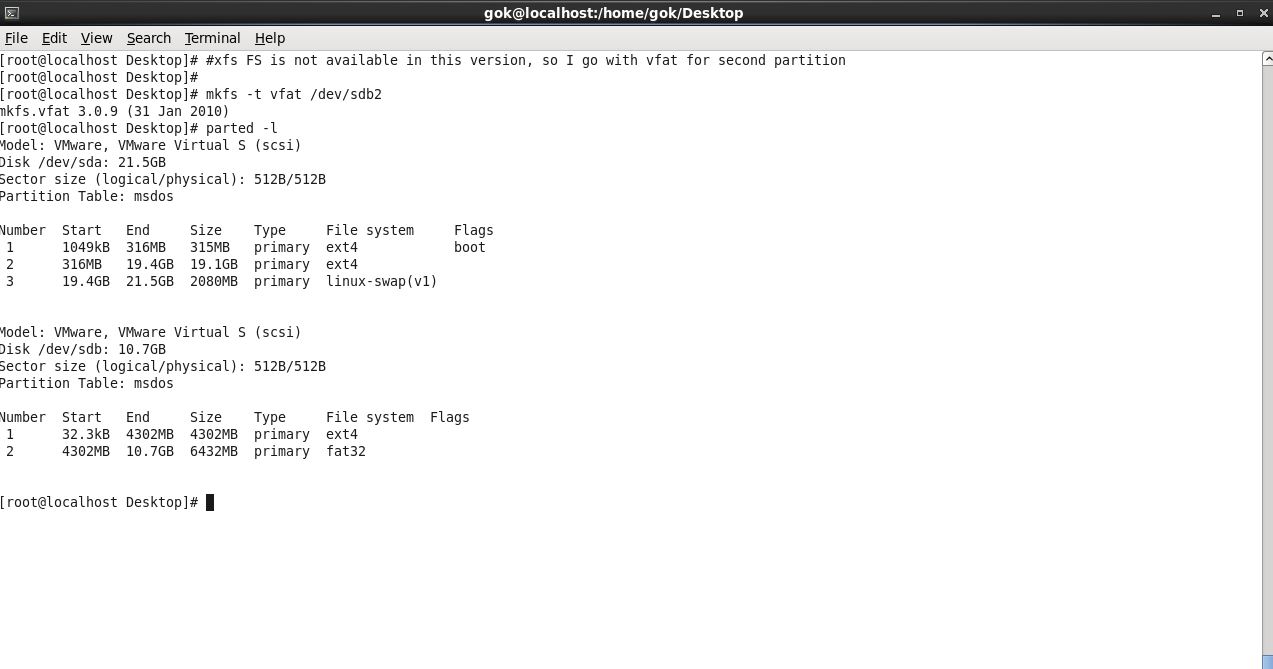 gok@localhost:/home/gok/Desktop
File Edit View Search Terminal Help
[root@localhost Desktop]# #xfs FS is not available in this version, so I go with vfat for second partition
[root@localhost Desktop]#
[root@localhost Desktop]# mkfs -t vfat /dev/sdb2
mkfs.vfat 3.0.9 (31 Jan 2010)
[root@localhost Desktop]# parted -l
Model: VMware, VMware Virtual S (scsi)
Disk /dev/sda: 21.5GB
Sector size (logical/physical): 512B/512B
Partition Table: msdos
Number  Start   End     Size    Type     File system     Flags
 1      1049kB  316MB   315MB   primary  ext4            boot
 2      316MB   19.4GB  19.1GB  primary  ext4
 3      19.4GB  21.5GB  2080MB  primary  linux-swap(v1)
Model: VMware, VMware Virtual S (scsi)
Disk /dev/sdb: 10.7GB
Sector size (logical/physical): 512B/512B
Partition Table: msdos
Number  Start   End     Size    Type     File system  Flags
 1      32.3kB  4302MB  4302MB  primary  ext4
 2      4302MB  10.7GB  6432MB  primary  fat32
[root@localhost Desktop]#